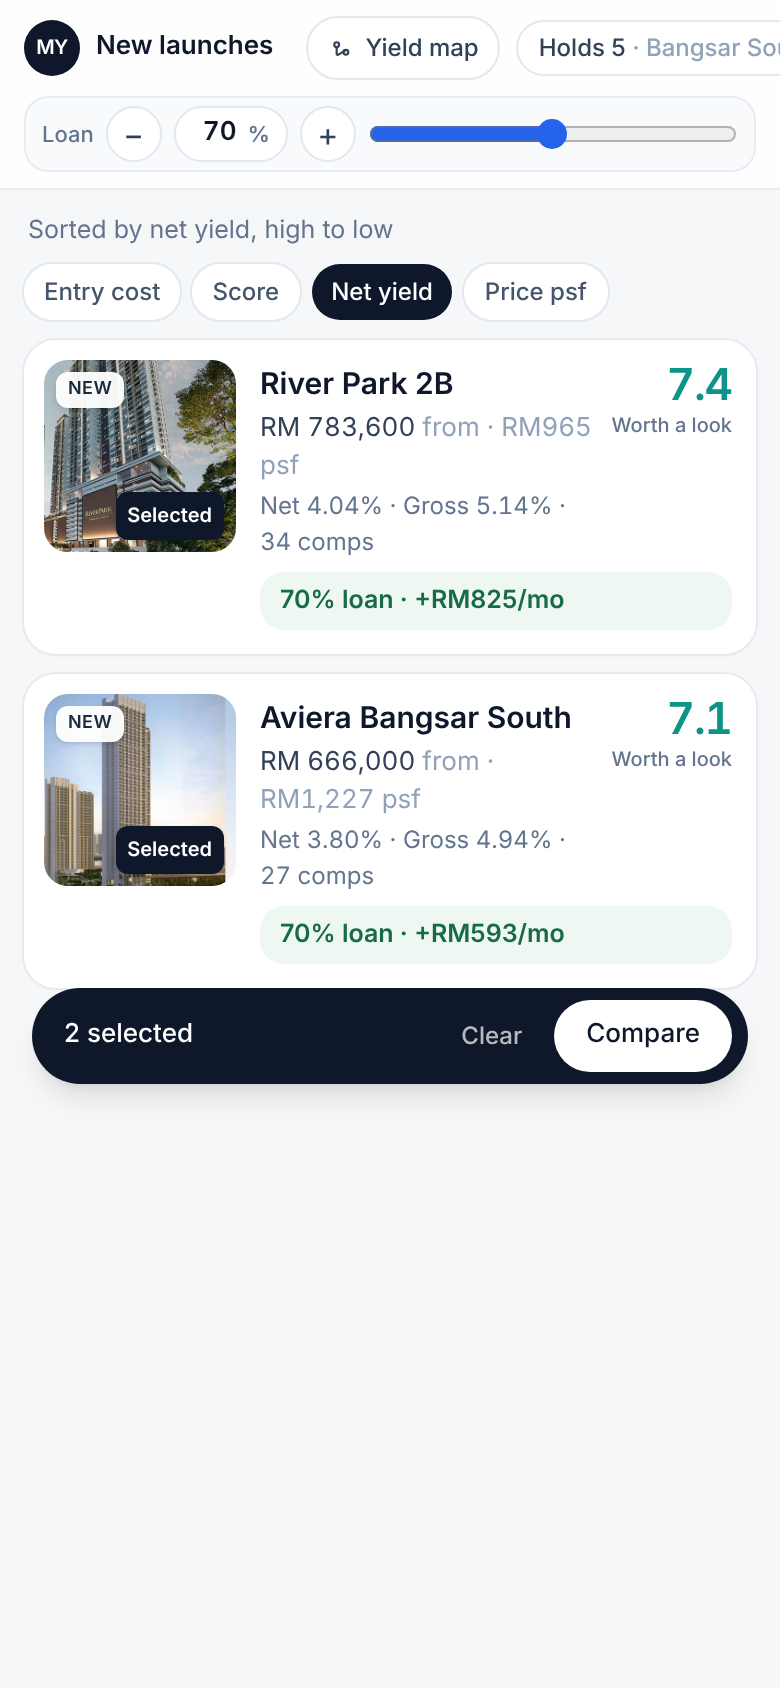 MY
New launches
Yield map
Holds 5 · Bangsar Sou
Loan
−
70 %
+
Sorted by net yield, high to low
Entry cost
Score
Net yield
Price psf
NEW
RIVER PARK
Selected
River Park 2B
7.4
RM 783,600 from · RM965
psf
Worth a look
Net 4.04% · Gross 5.14% ·
34 comps
70% loan · +RM825/mo
NEW
Selected
Aviera Bangsar South
7.1
RM 666,000 from ·
RM1,227 psf
Worth a look
Net 3.80% · Gross 4.94% ·
27 comps
70% loan · +RM593/mo
2 selected
Clear
Compare